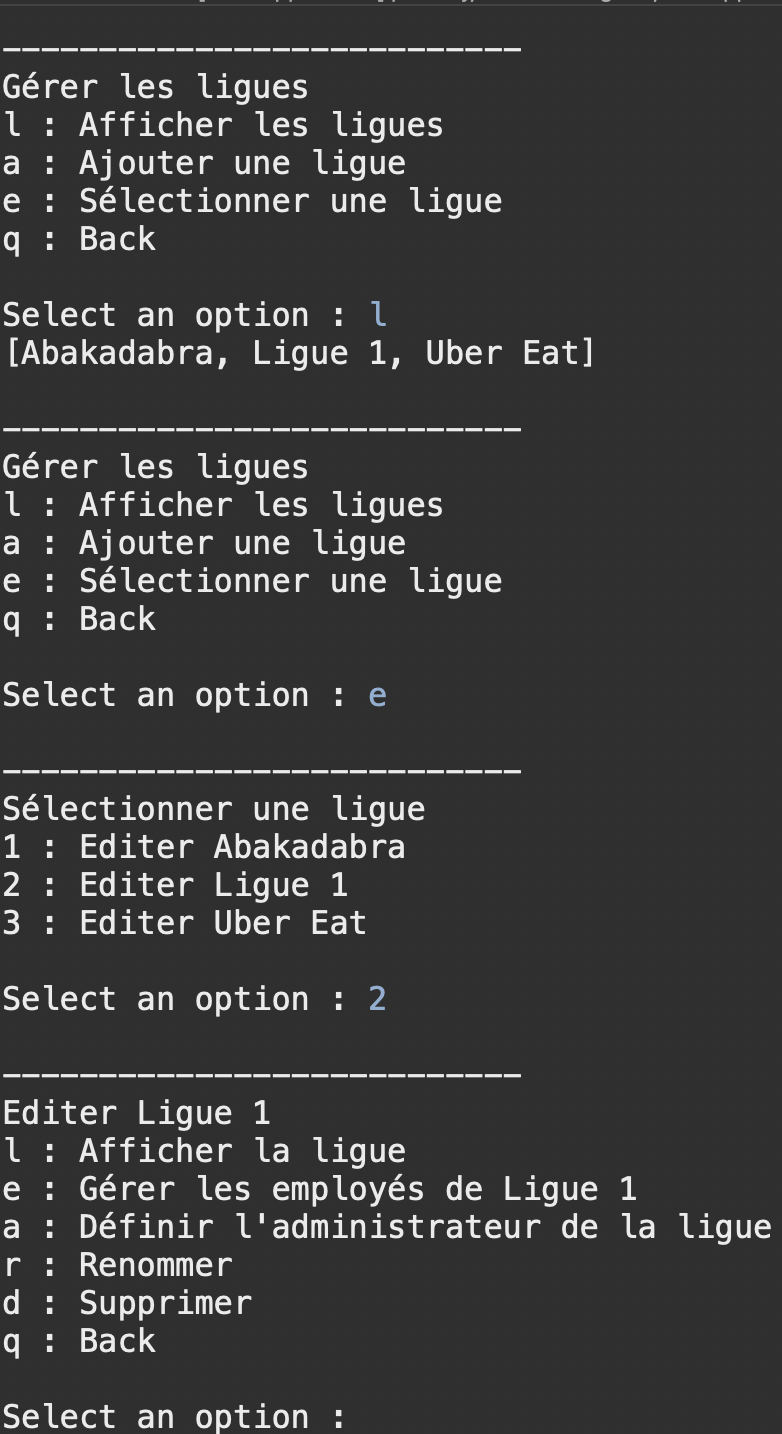 ---------------------------
Gérer les ligues
l : Afficher les ligues
a : Ajouter une ligue
e : Sélectionner une ligue
q : Back
Select an option : l
[Abakadabra, Ligue 1, Uber Eat]
---------------------------
Gérer les ligues
l : Afficher les ligues
a : Ajouter une ligue
e : Sélectionner une ligue
q : Back
Select an option : e
---------------------------
Sélectionner une ligue
1 : Editer Abakadabra
2 : Editer Ligue 1
3 : Editer Uber Eat
Select an option : 2
---------------------------
Editer Ligue 1
l : Afficher la ligue
e : Gérer les employés de Ligue 1
a : Définir l'administrateur de la ligue
r : Renommer
d : Supprimer
q : Back
Select an option :